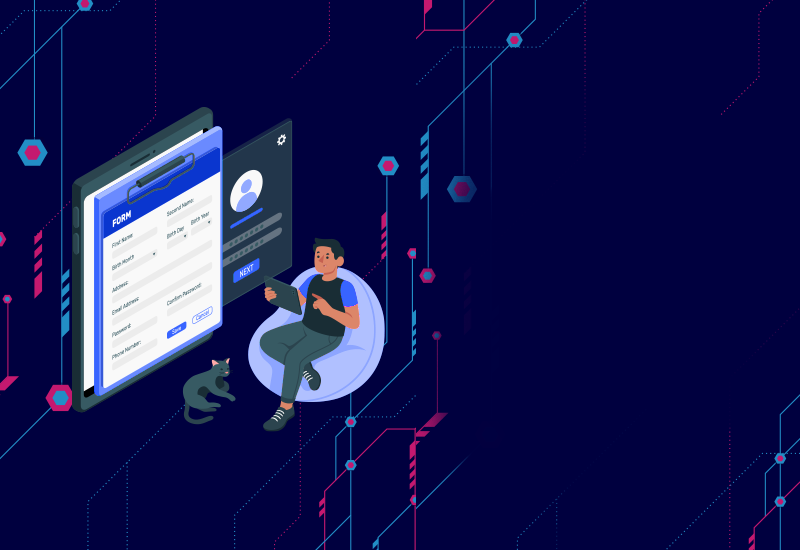 FORM
First Name:
Second Name:
Birth Month
Birth Day
Birth Year
Address:
Email Address:
Password:
Confirm Password:
Phone Number:
Save
Cancel
NEXT